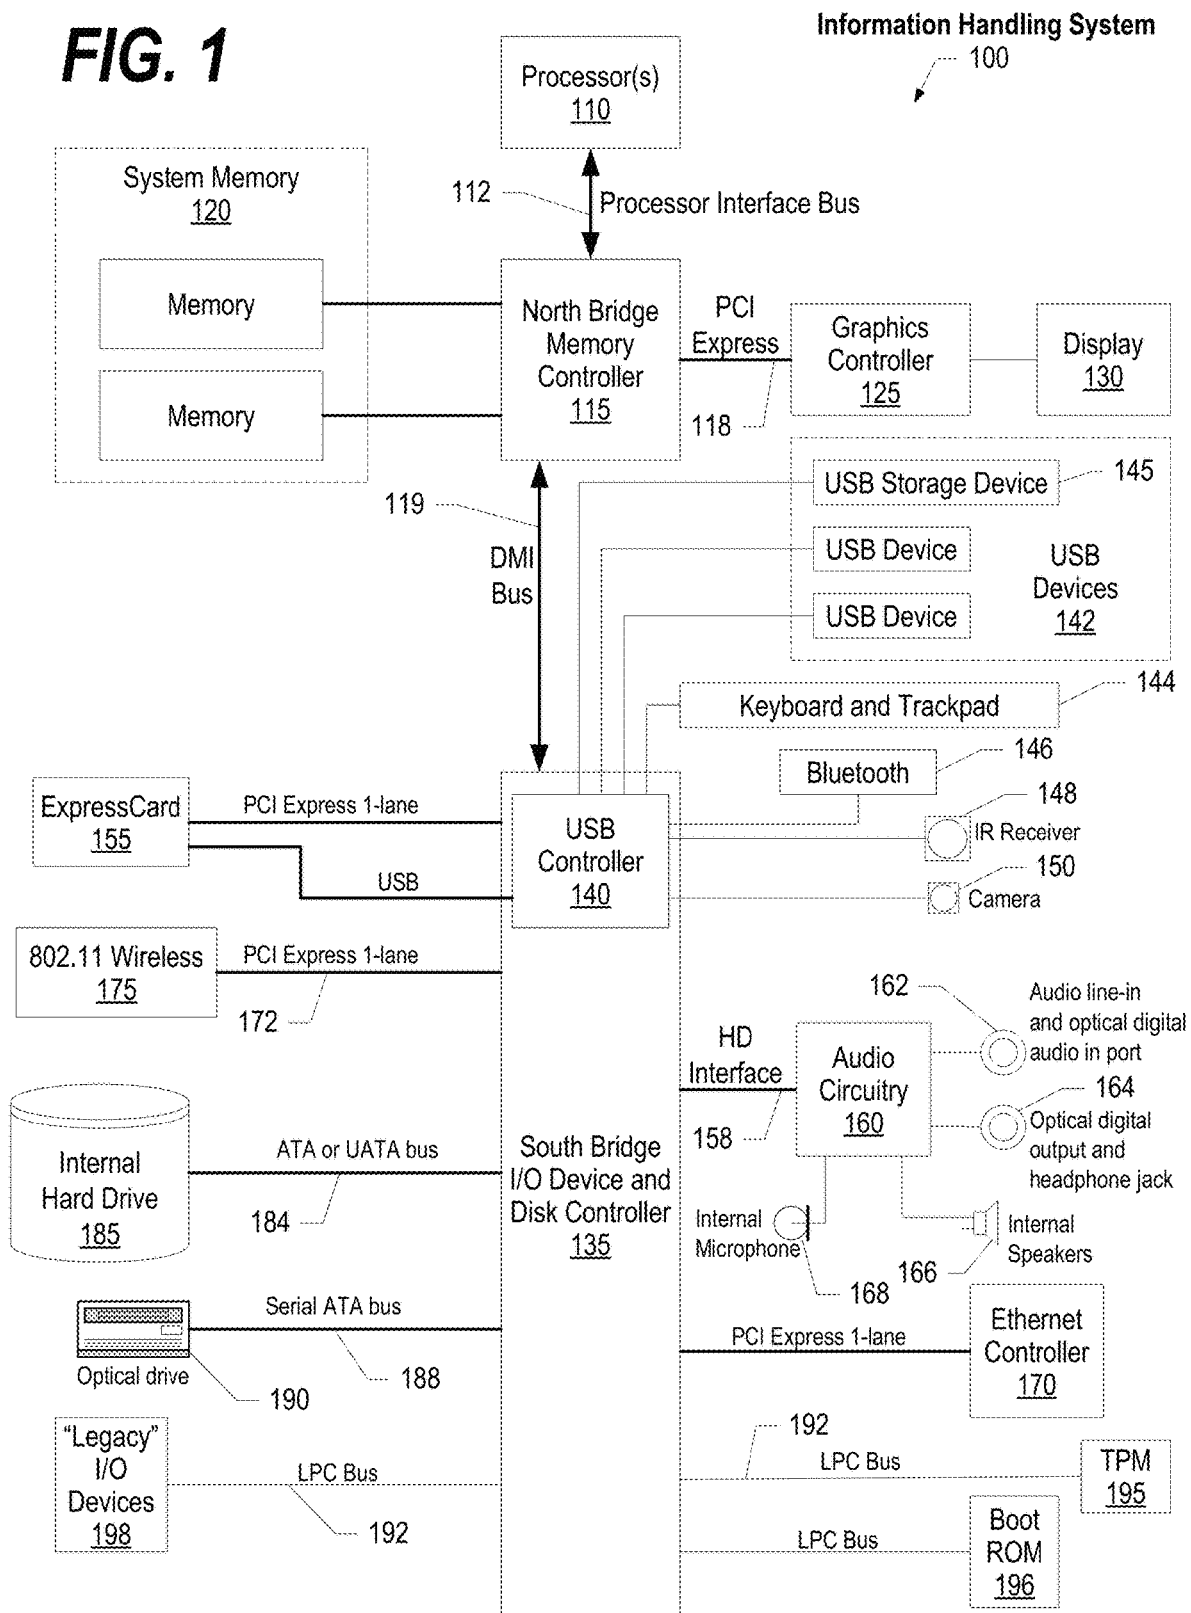 FIG. 1
Information Handling System
100
Processor(s)
110
112
Processor Interface Bus
System Memory
120
Memory
Memory
North Bridge
Memory
Controller
115
PCI
Express
118
Graphics
Controller
125
Display
130
119
DMI
Bus
USB Storage Device
145
USB Device
USB Device
USB
Devices
142
Keyboard and Trackpad
144
Bluetooth
146
148
IR Receiver
150
Camera
ExpressCard
155
PCI Express 1-lane
USB
USB
Controller
140
802.11 Wireless
175
PCI Express 1-lane
172
HD
Interface
158
Audio
Circuitry
160
162
Audio line-in
and optical digital
audio in port
164
Optical digital
output and
headphone jack
Internal
Hard Drive
185
ATA or UATA bus
184
South Bridge
I/O Device and
Disk Controller
135
Internal
Microphone
168
166
Internal
Speakers
Optical drive
190
Serial ATA bus
188
PCI Express 1-lane
Ethernet
Controller
170
“Legacy”
I/O
Devices
198
LPC Bus
192
192
LPC Bus
TPM
195
LPC Bus
Boot
ROM
196